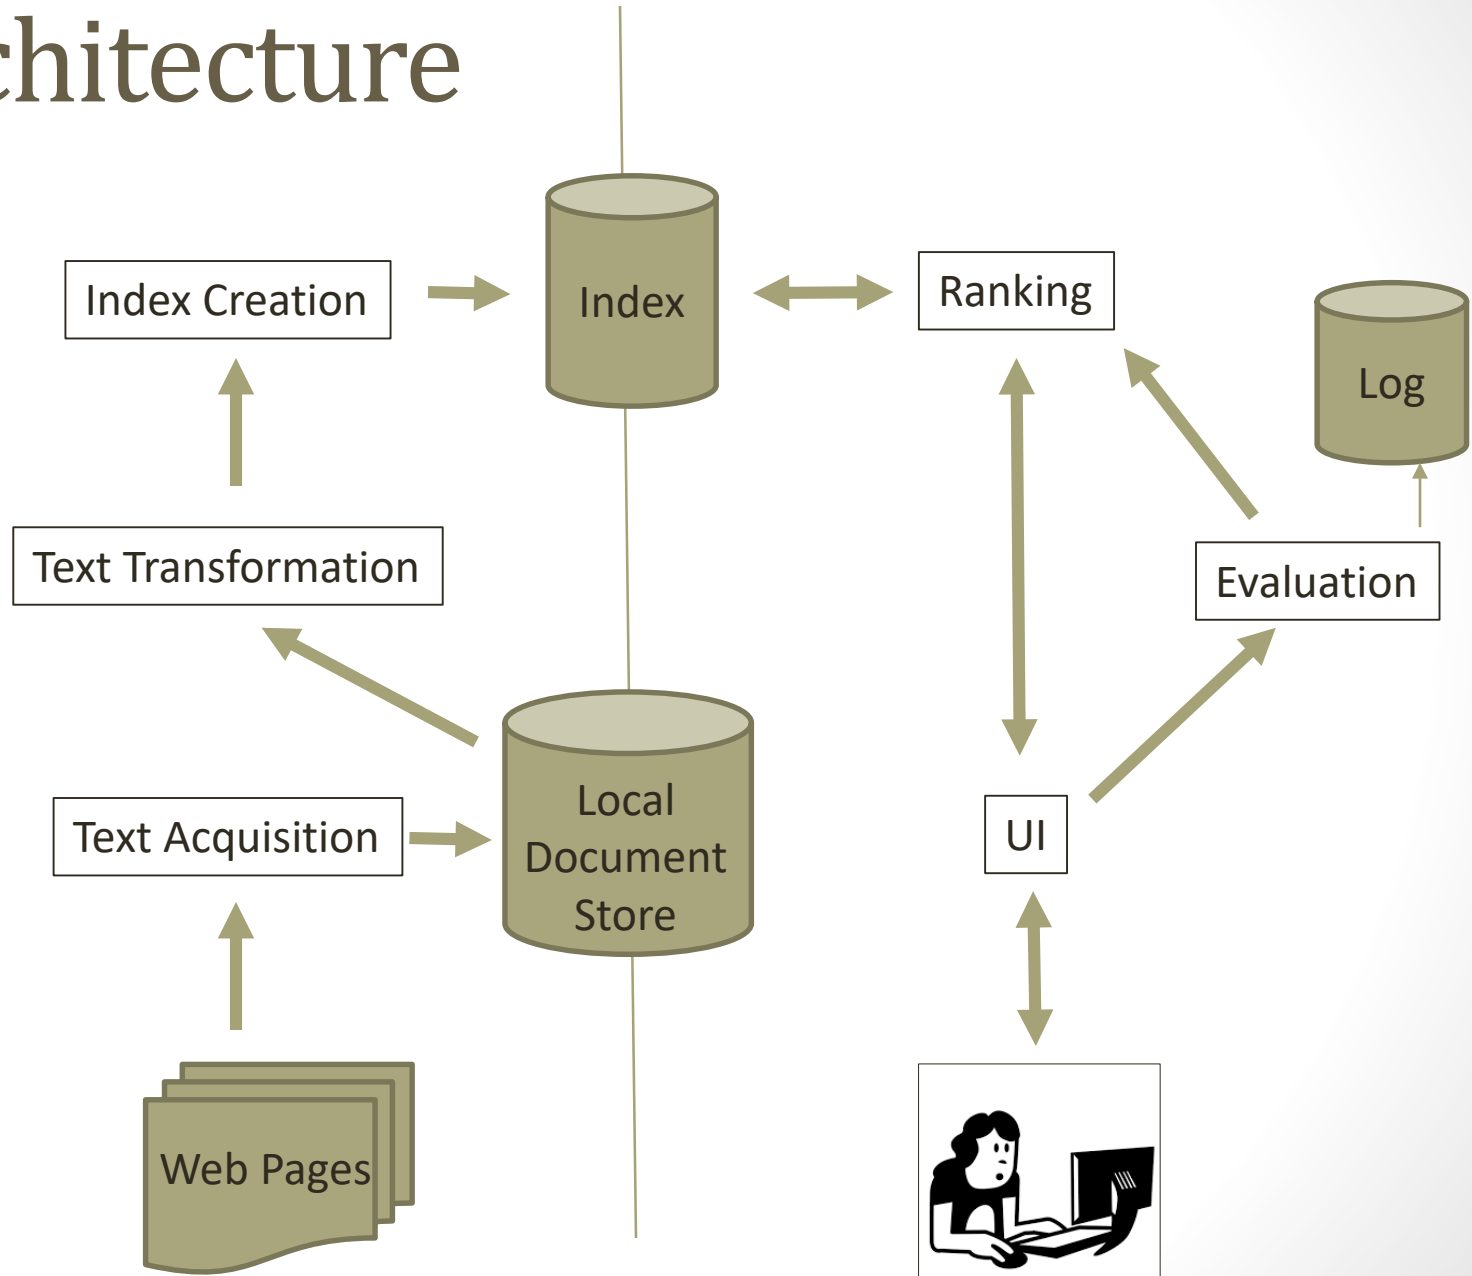 chitecture
Index Creation
Index
Ranking
Log
Text Transformation
Evaluation
Local
Document
Store
Text Acquisition
UI
Web Pages